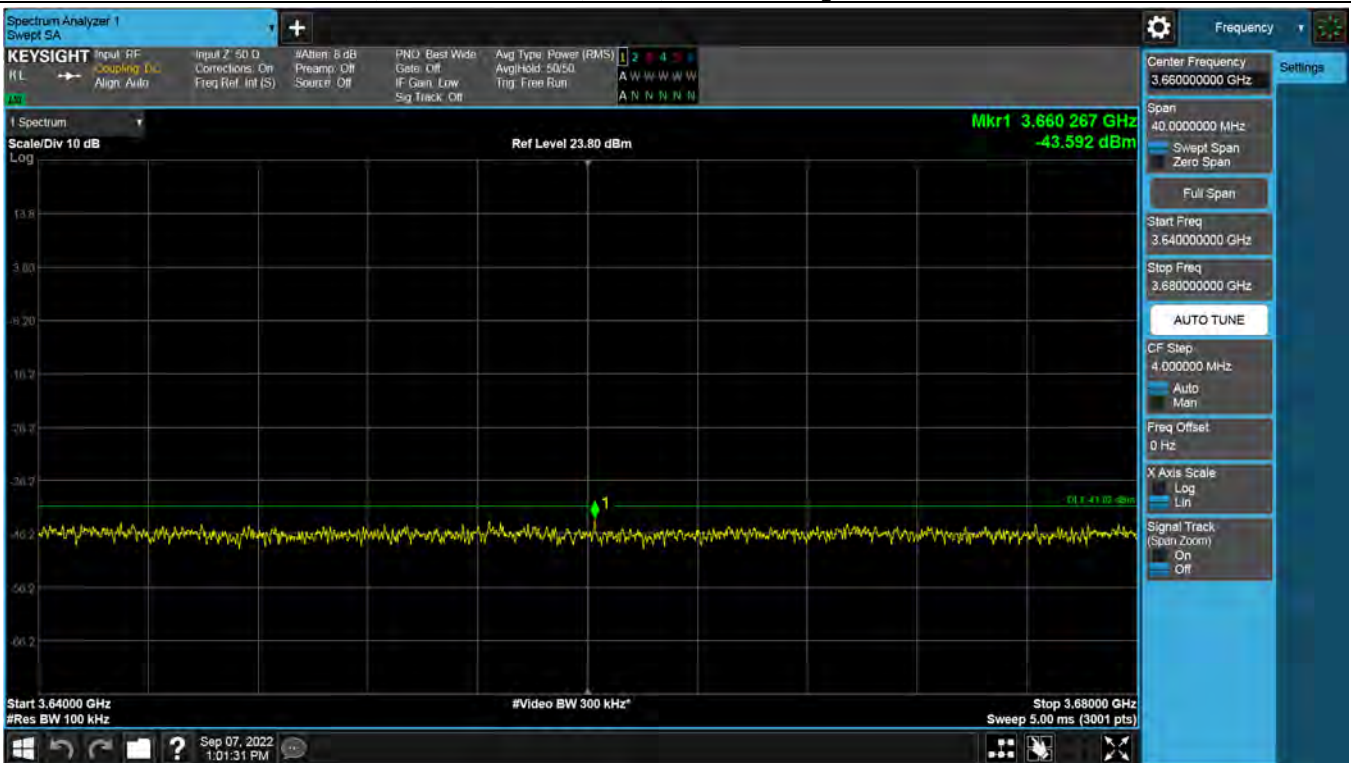 Spectrum Analyzer 1
Swept SA
Frequency
KEYSIGHT Input: RF
Coupling: DC
Align: Auto
Input Z: 50 Ω
Corrections: On
Freq Ref: Int (S)
#Atten: 8 dB
Preamp: Off
Source: Off
PNO: Best Wide
Gate: Off
IF Gain: Low
Sig Track: Off
Avg Type: Power (RMS)
Avg|Hold: 50/50
Trig: Free Run
1 2 3 4 5 6
A W W W W W
A N N N N N
1 Spectrum
Scale/Div 10 dB
Log
Ref Level 23.80 dBm
Mkr1 3.660 267 GHz
-43.592 dBm
13.8
3.80
-6.20
-16.2
-26.2
-36.2
-46.2
-56.2
-66.2
1
Start 3.64000 GHz
#Res BW 100 kHz
#Video BW 300 kHz*
Stop 3.68000 GHz
Sweep 5.00 ms (3001 pts)
Center Frequency
3.660000000 GHz
Settings
Span
40.0000000 MHz
Swept Span
Zero Span
Full Span
Start Freq
3.640000000 GHz
Stop Freq
3.680000000 GHz
AUTO TUNE
CF Step
4.000000 MHz
Auto
Man
Freq Offset
0 Hz
X Axis Scale
Log
Lin
Signal Track
(Span Zoom)
On
Off
?
Sep 07, 2022
1:01:31 PM